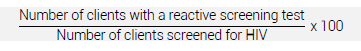 Number of clients with a reactive screening test
x 100
Number of clients screened for HIV